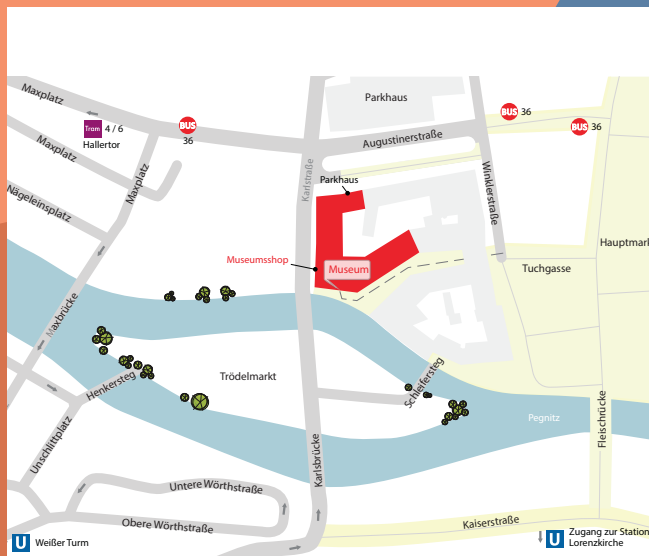 Maxplatz
Parkhaus
BUS 36
BUS 36
Tram 4 / 6
Hallertor
BUS
36
Augustinerstraße
Maxplatz
Maxplatz
Karlstraße
Parkhaus
Winklerstraße
Nägeleinsplatz
Hauptmark
Museumsshop
Museum
Tuchgasse
Maxbrücke
Trödelmarkt
Henkersteg
Schleifersteg
Pegnitz
Fleischrücke
Unschlittplatz
Karlsbrücke
Untere Wörthstraße
Obere Wörthstraße
Kaiserstraße
U Weißer Turm
U Zugang zur Station
Lorenzkirche